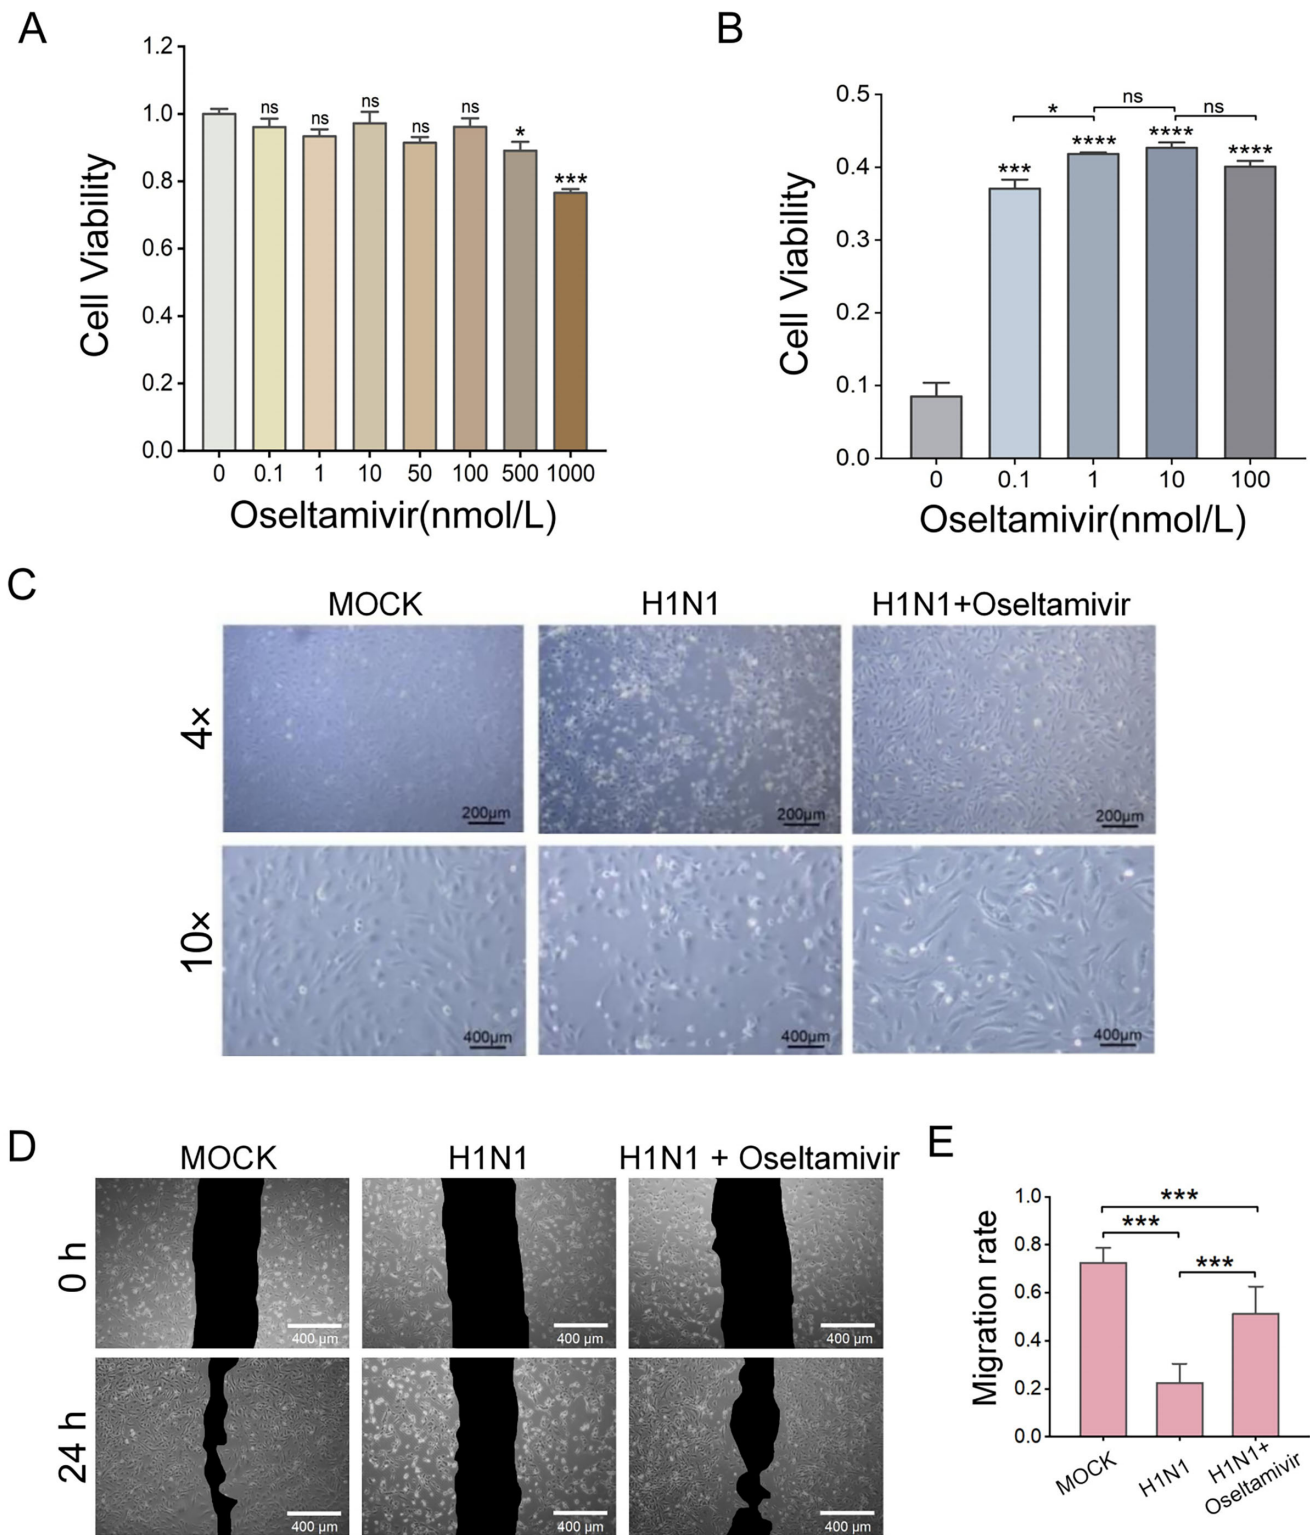 A
1.2
1.0
0.8
0.6
0.4
0.2
0.0
Cell Viability
ns
ns
ns
ns
ns
*
***
0 0.1 1 10 50 100 500 1000
Oseltamivir(nmol/L)
B
0.5
0.4
0.3
0.2
0.1
0.0
Cell Viability
* ns ns
*** **** **** ****
0 0.1 1 10 100
Oseltamivir(nmol/L)
C
MOCK H1N1 H1N1+Oseltamivir
4×
200μm 200μm 200μm
10×
400μm 400μm 400μm
D
MOCK H1N1 H1N1 + Oseltamivir
0 h
400 μm 400 μm 400 μm
24 h
400 μm 400 μm 400 μm
E
1.0
0.8
0.6
0.4
0.2
0.0
Migration rate
***
***
***
MOCK
H1N1
H1N1+
Oseltamivir